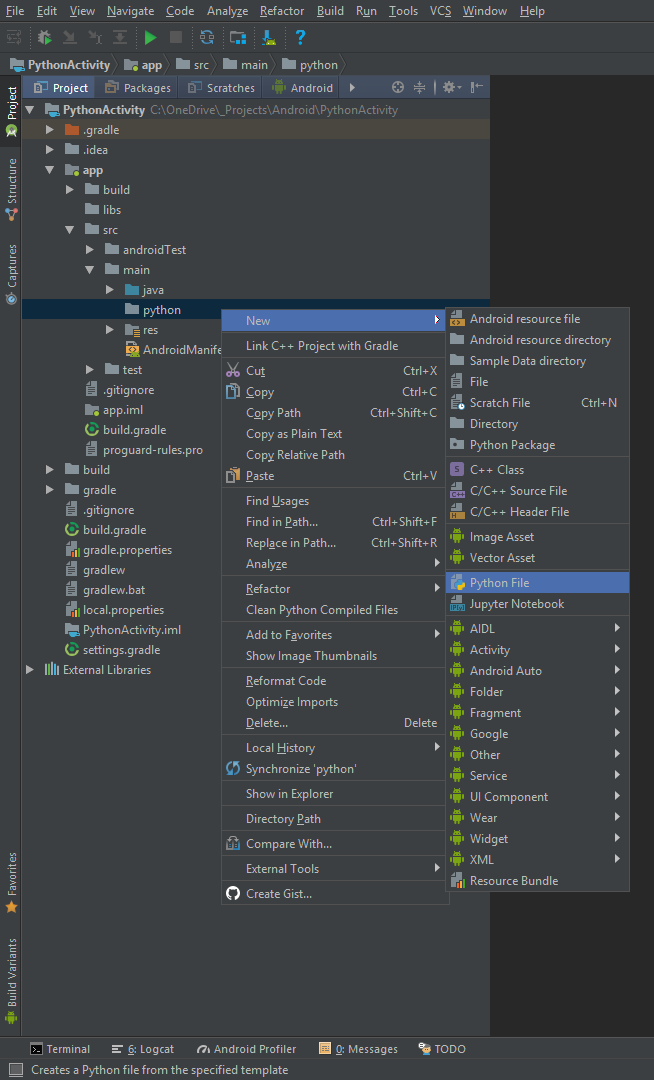 File Edit View Navigate Code Analyze Refactor Build Run Tools VCS Window Help
PythonActivity app src main python
Project Packages Scratches Android
Project
Structure
Captures
Favorites
Build Variants
PythonActivity C:\OneDrive\_Projects\Android\PythonActivity
.gradle
.idea
app
build
libs
src
androidTest
main
java
python
res
AndroidManife
test
.gitignore
app.iml
build.gradle
proguard-rules.pro
build
gradle
.gitignore
build.gradle
gradle.properties
gradlew
gradlew.bat
local.properties
PythonActivity.iml
settings.gradle
External Libraries
New
Link C++ Project with Gradle
Cut Ctrl+X
Copy Ctrl+C
Copy Path Ctrl+Shift+C
Copy as Plain Text
Copy Relative Path
Paste Ctrl+V
Find Usages
Find in Path... Ctrl+Shift+F
Replace in Path... Ctrl+Shift+R
Analyze
Refactor
Clean Python Compiled Files
Add to Favorites
Show Image Thumbnails
Reformat Code
Optimize Imports
Delete... Delete
Local History
Synchronize 'python'
Show in Explorer
Directory Path
Compare With...
External Tools
Create Gist...
Android resource file
Android resource directory
Sample Data directory
File
Scratch File Ctrl+N
Directory
Python Package
C++ Class
C/C++ Source File
C/C++ Header File
Image Asset
Vector Asset
Python File
Jupyter Notebook
AIDL
Activity
Android Auto
Folder
Fragment
Google
Other
Service
UI Component
Wear
Widget
XML
Resource Bundle
Terminal 6: Logcat Android Profiler 0: Messages TODO
Creates a Python file from the specified template